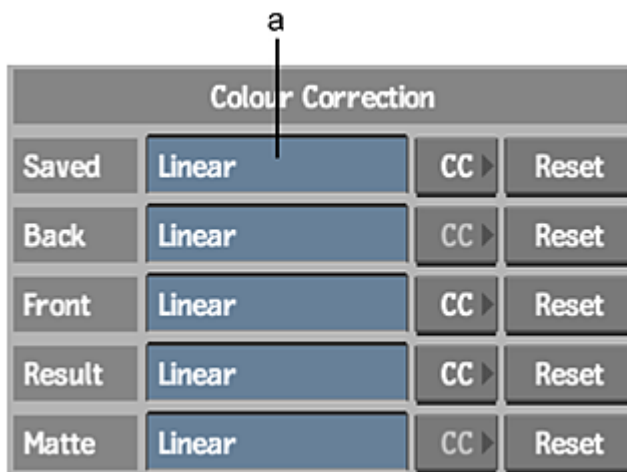 a
Colour Correction
Saved Linear CC Reset
Back Linear CC Reset
Front Linear CC Reset
Result Linear CC Reset
Matte Linear CC Reset